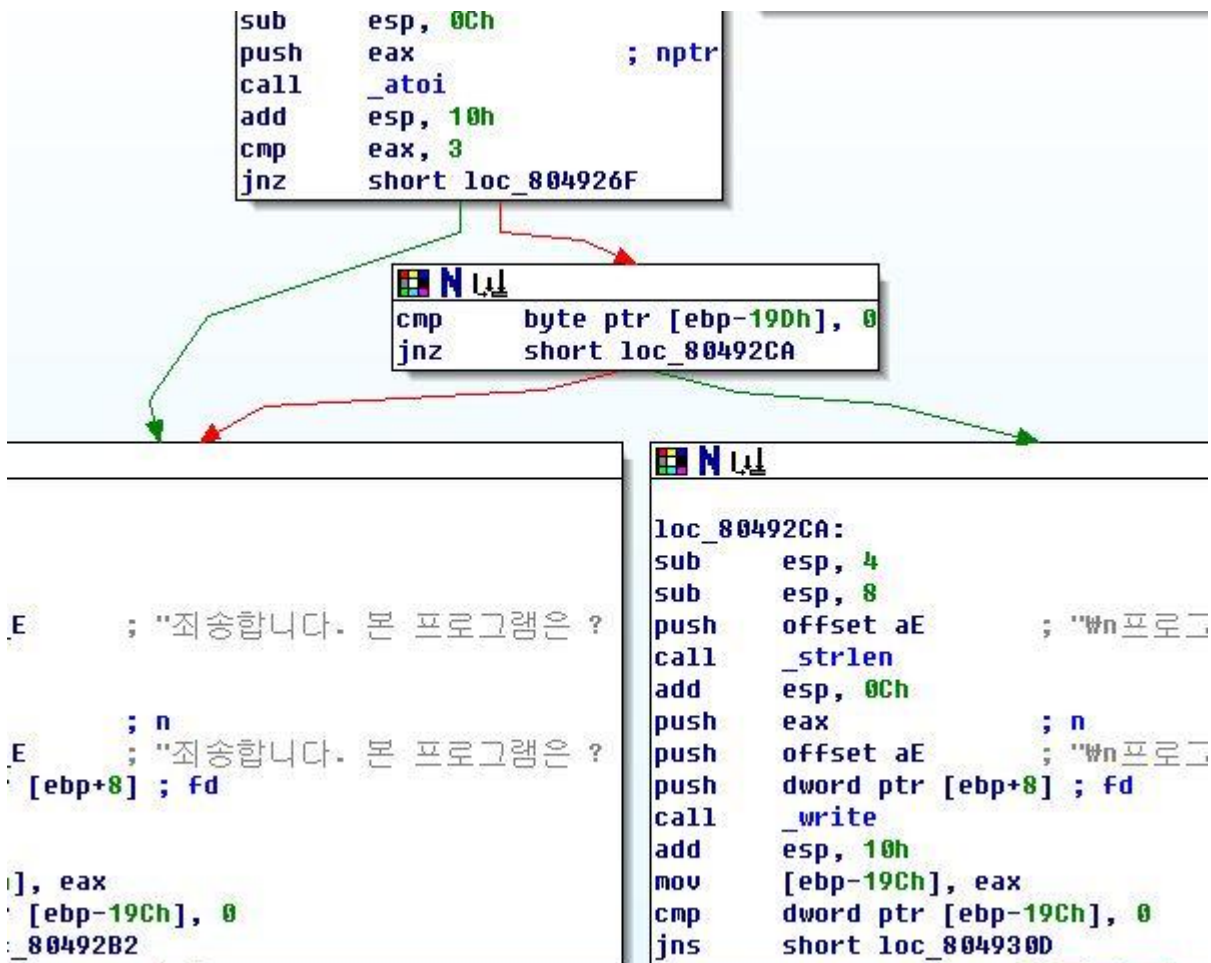 sub esp, 0Ch
push eax ; nptr
call _atoi
add esp, 10h
cmp eax, 3
jnz short loc_804926F
cmp byte ptr [ebp-19Dh], 0
jnz short loc_80492CA
_E ; "죄송합니다. 본 프로그램은 ?
; n
_E ; "죄송합니다. 본 프로그램은 ?
[ebp+8] ; fd
], eax
[ebp-19Ch], 0
_80492B2
loc_80492CA:
sub esp, 4
sub esp, 8
push offset aE ; "₩n프로그
call _strlen
add esp, 0Ch
push eax ; n
push offset aE ; "₩n프로그
push dword ptr [ebp+8] ; fd
call _write
add esp, 10h
mov [ebp-19Ch], eax
cmp dword ptr [ebp-19Ch], 0
jns short loc_804930D